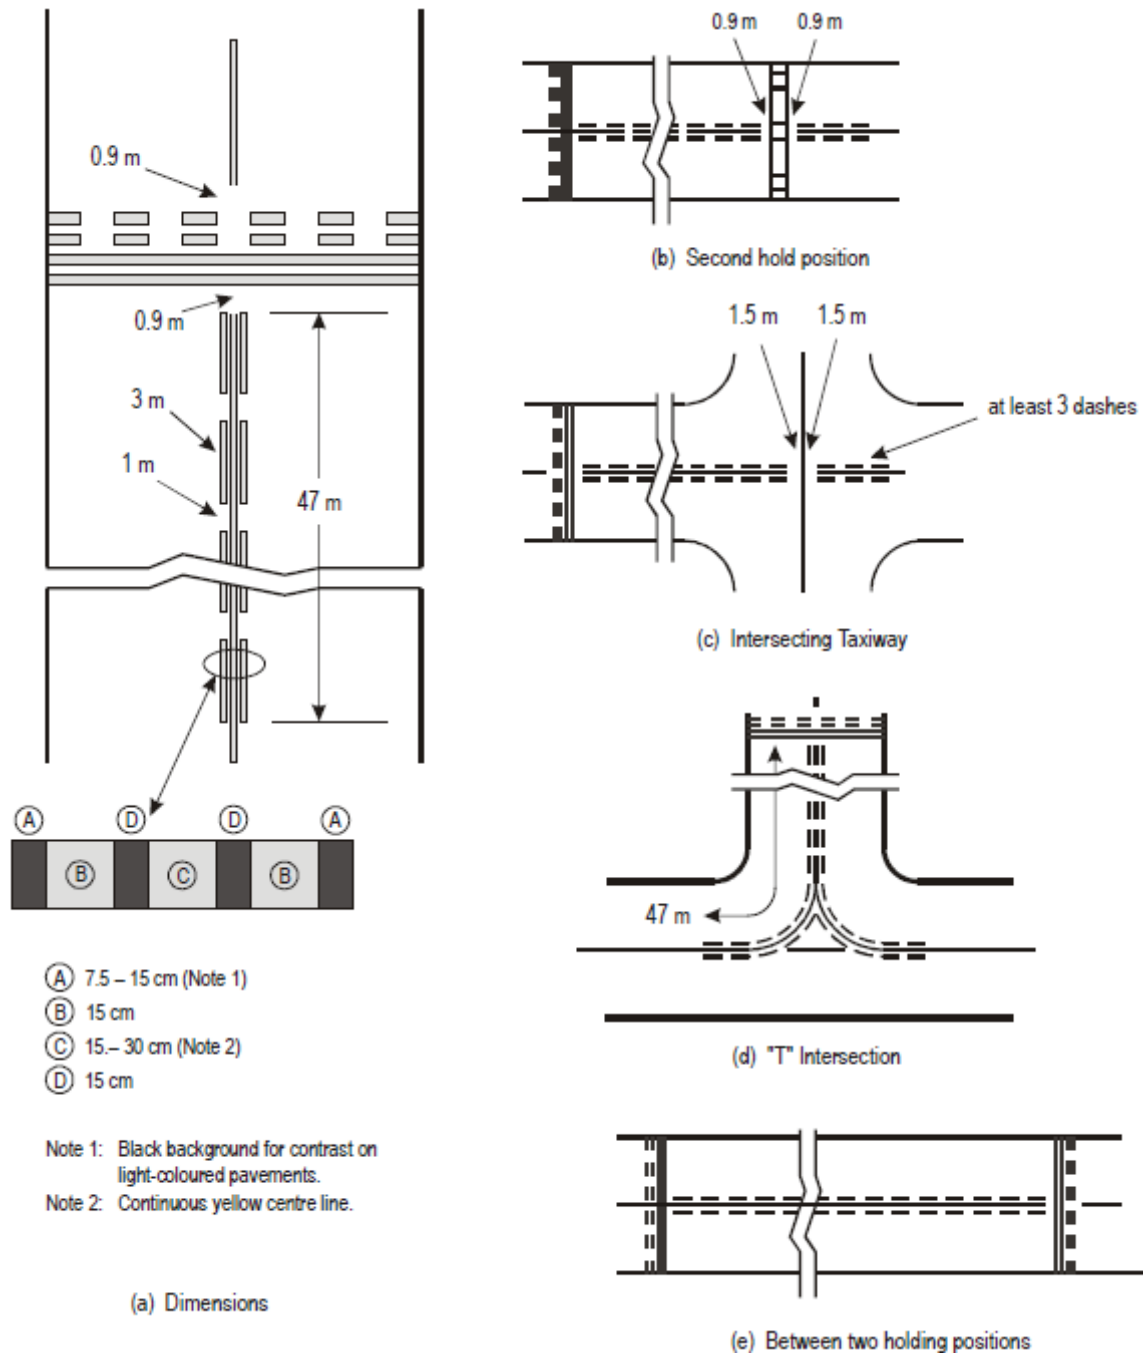 0.9 m
0.9 m
3 m
1 m
47 m
A D D A
B C B
A 7.5 – 15 cm (Note 1)
B 15 cm
C 15.– 30 cm (Note 2)
D 15 cm
Note 1: Black background for contrast on
light-coloured pavements.
Note 2: Continuous yellow centre line.
(a) Dimensions
0.9 m 0.9 m
(b) Second hold position
1.5 m 1.5 m
at least 3 dashes
(c) Intersecting Taxiway
47 m
(d) "T" Intersection
(e) Between two holding positions